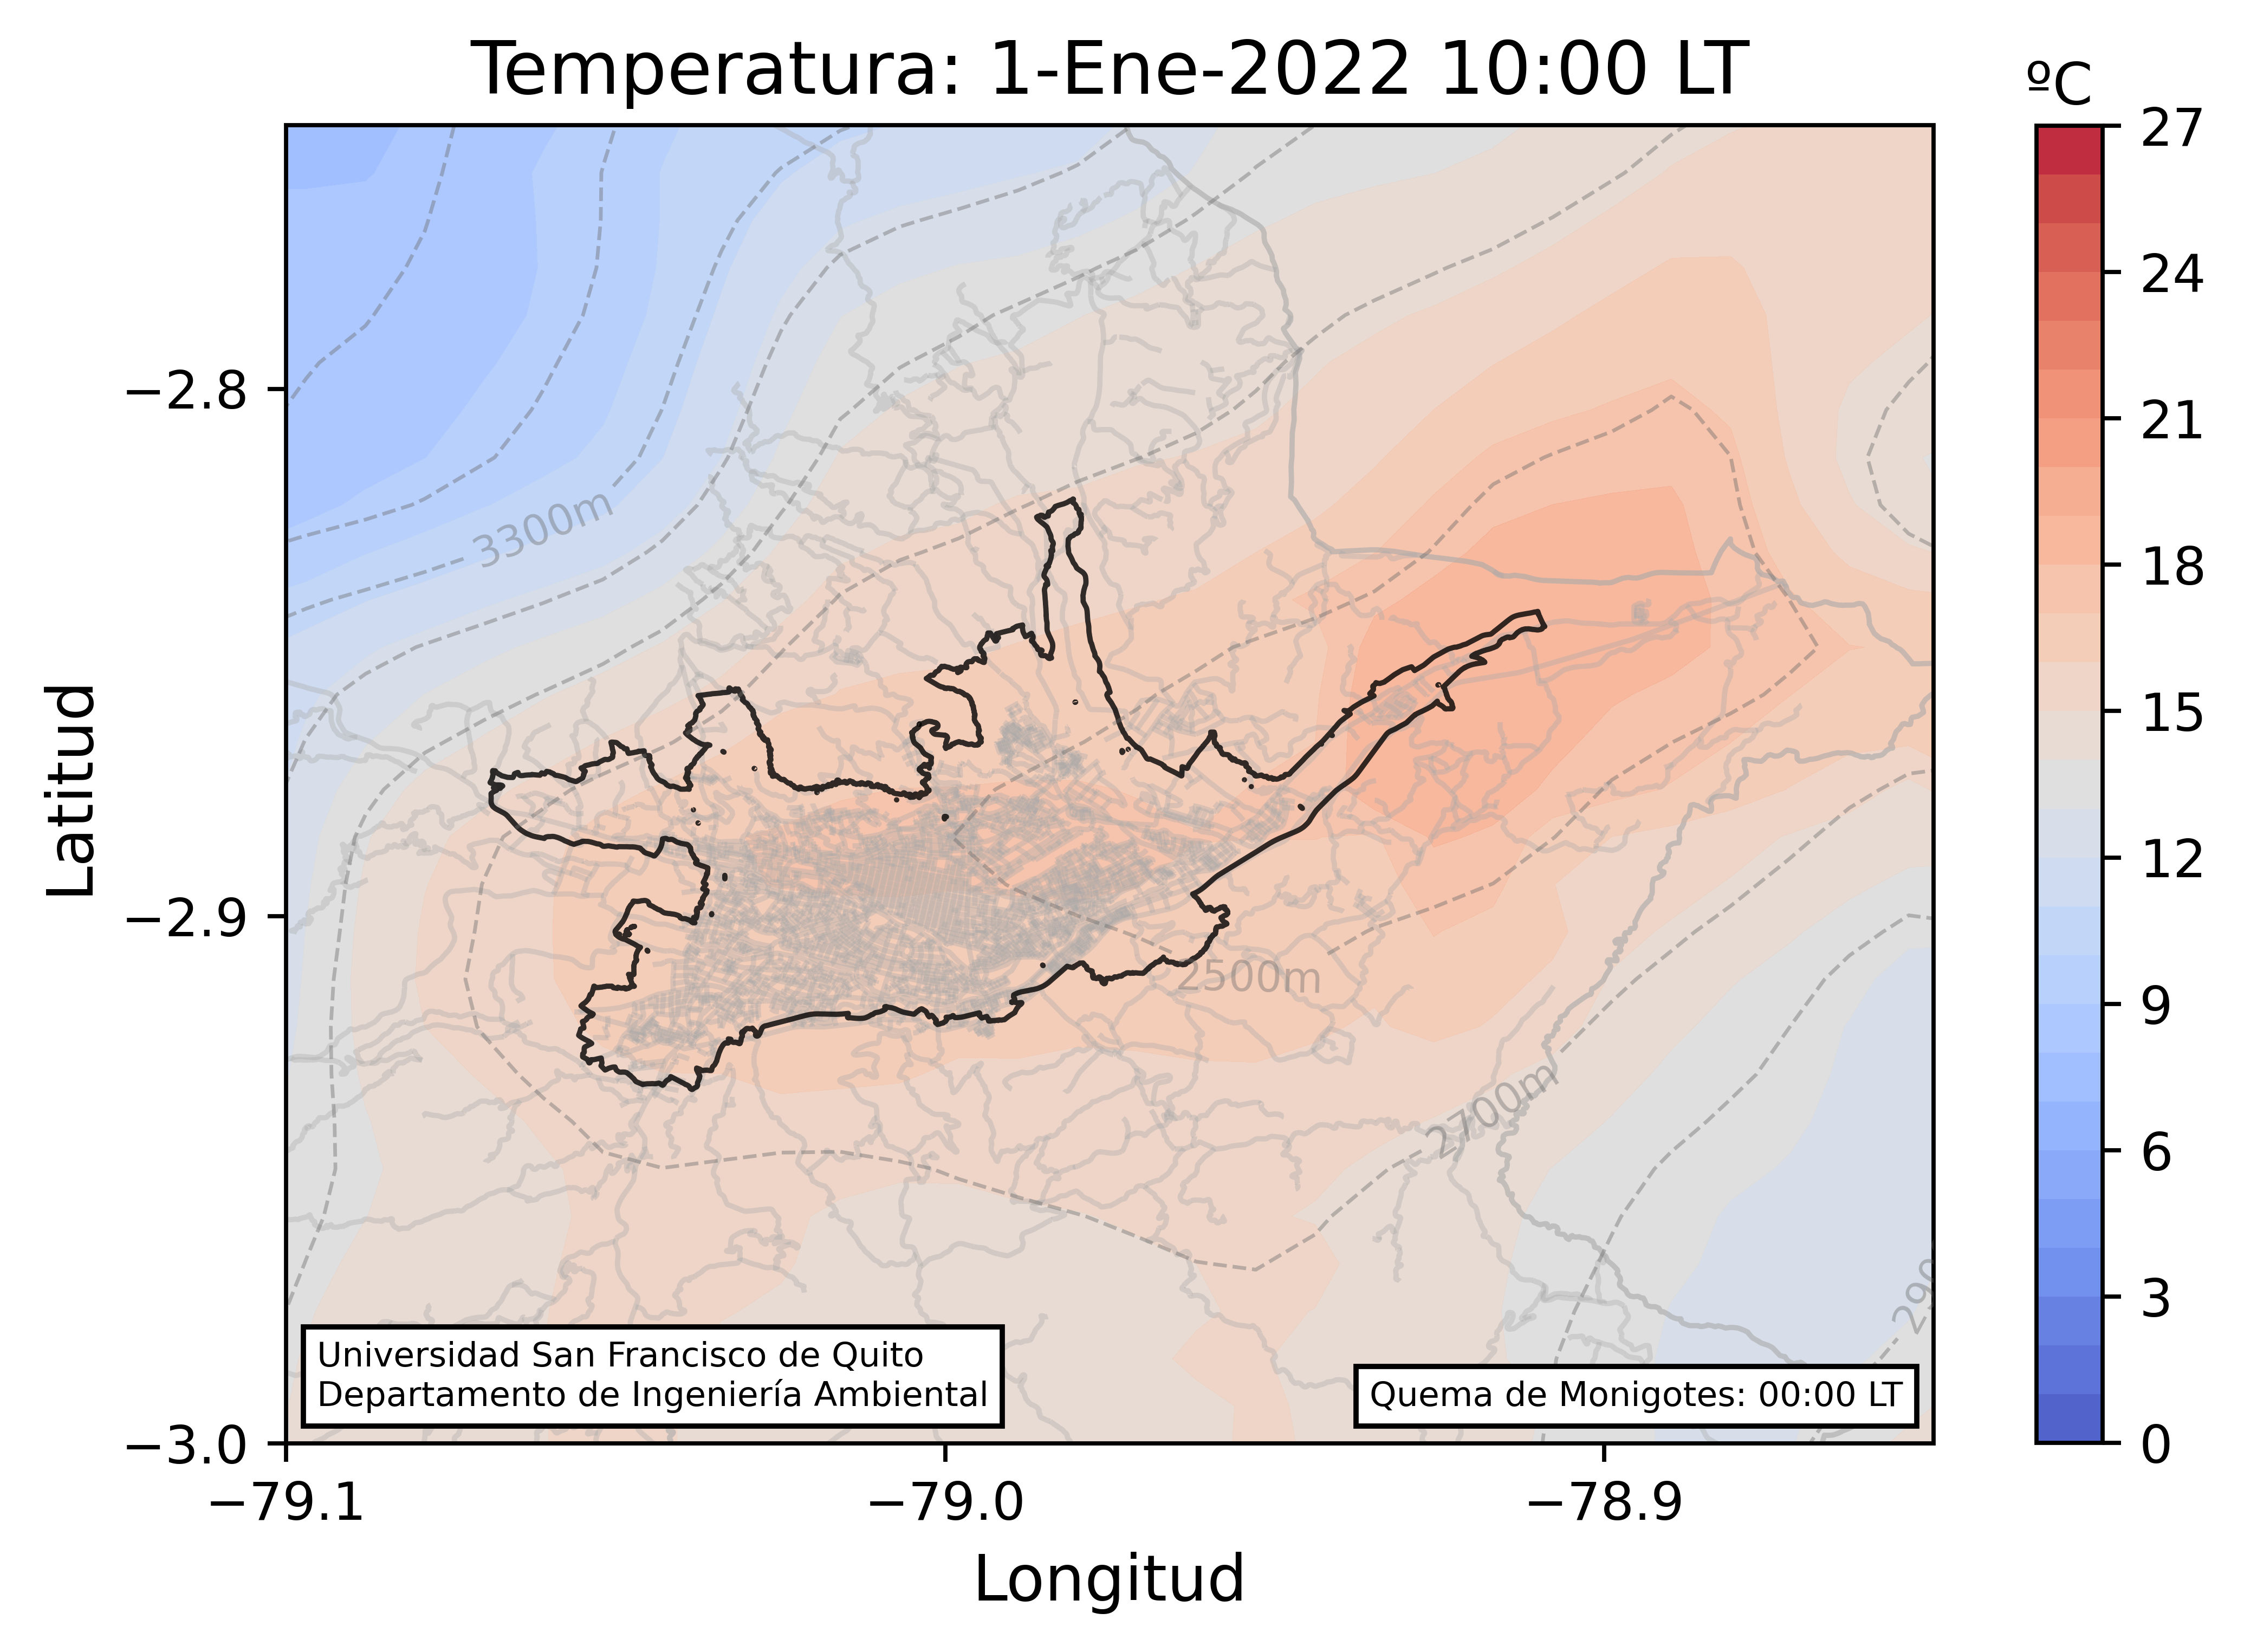 Temperatura: 1-Ene-2022 10:00 LT
ºC
27
24
21
18
15
12
9
6
3
0
−2.8
−2.9
−3.0
Latitud
3300m
2500m
2700m
Universidad San Francisco de Quito
Departamento de Ingeniería Ambiental
Quema de Monigotes: 00:00 LT
−79.1
−79.0
−78.9
Longitud